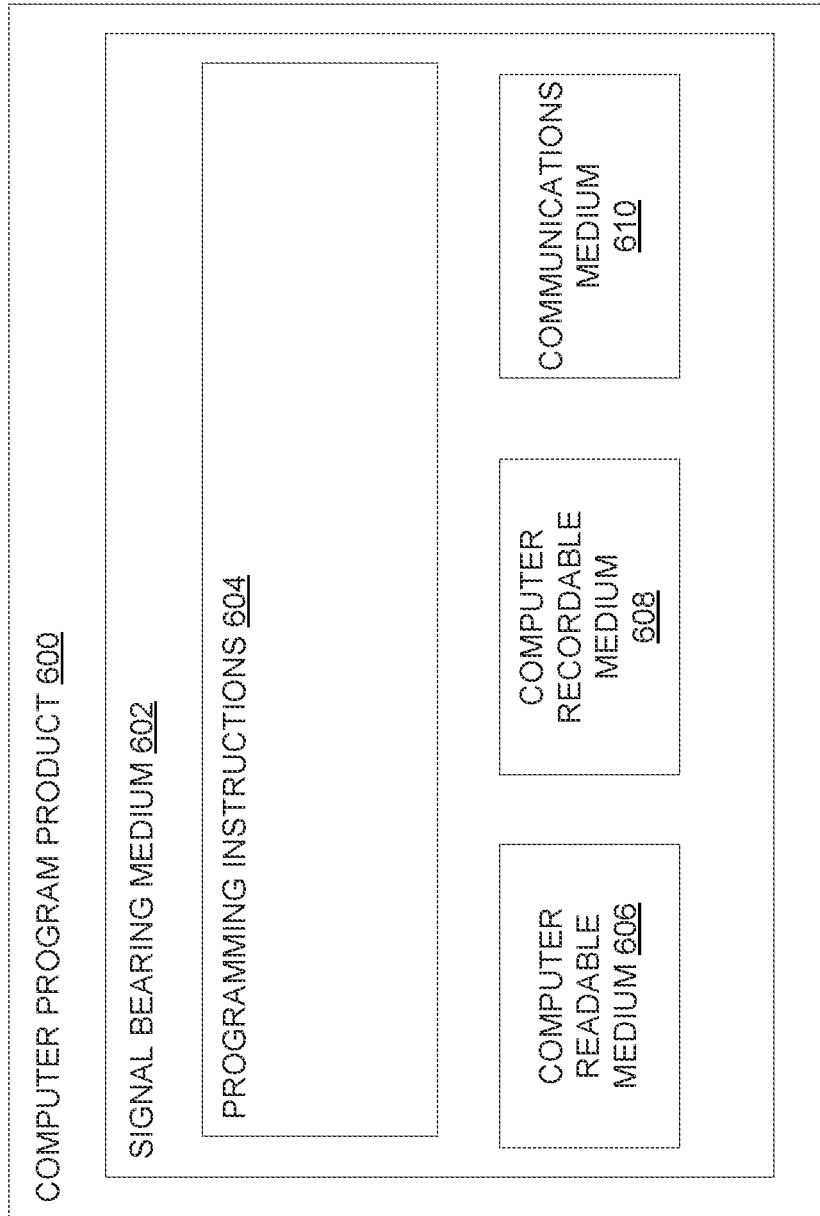 COMPUTER PROGRAM PRODUCT 600
SIGNAL BEARING MEDIUM 602
PROGRAMMING INSTRUCTIONS 604
COMPUTER
READABLE
MEDIUM 606
COMPUTER
RECORDABLE
MEDIUM
608
COMMUNICATIONS
MEDIUM
610